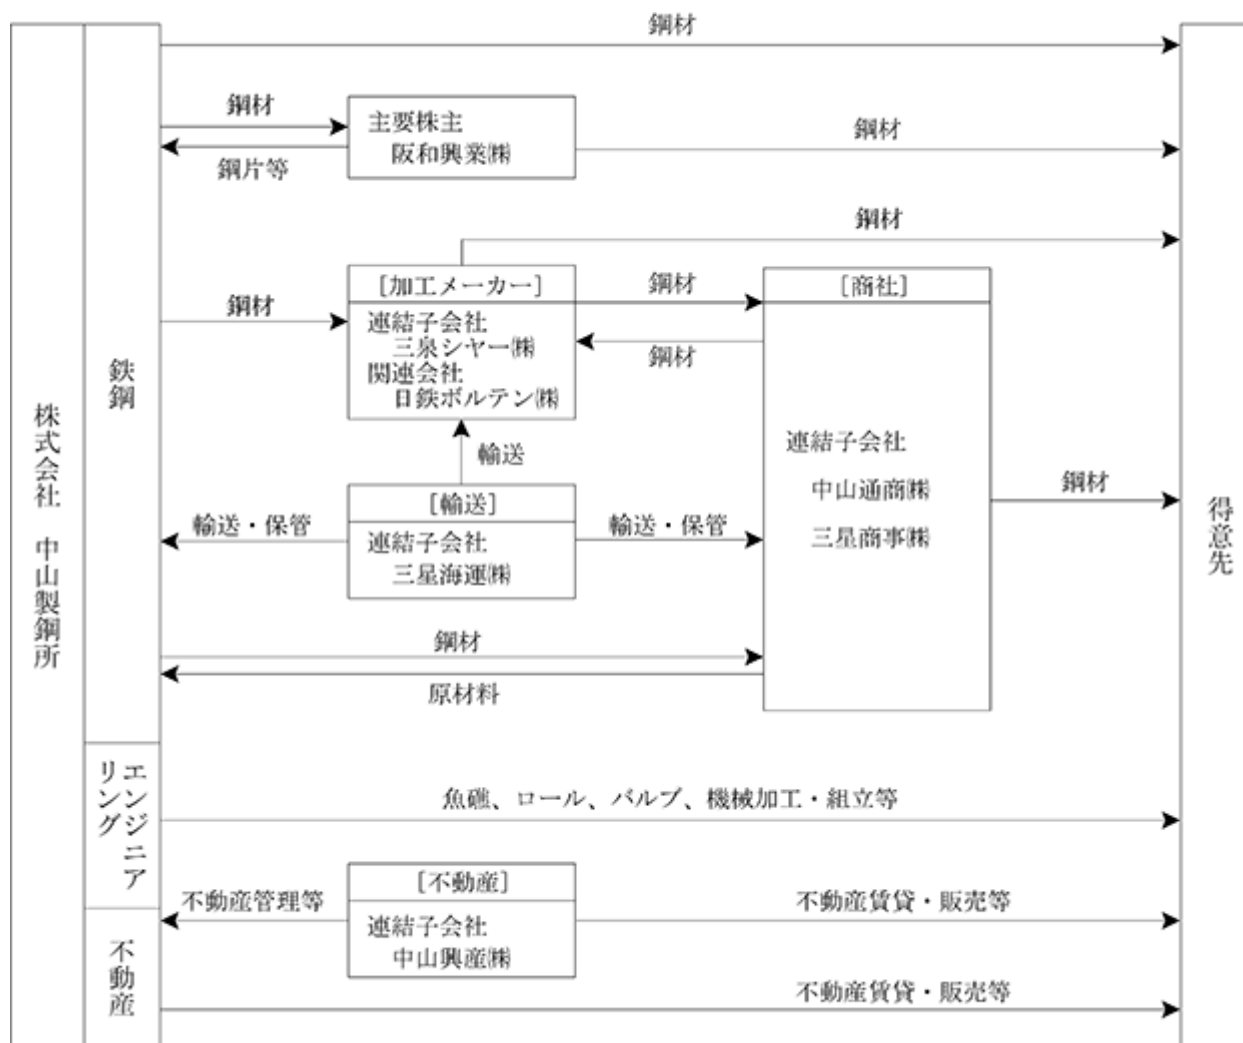 株式会社 中山製鋼所
鉄鋼
エンジニア
リング
不動産
鋼材
鋼材
鋼片等
主要株主
阪和興業㈱
鋼材
鋼材
鋼材
[加工メーカー]
連結子会社
三泉シヤー㈱
関連会社
日鉄ボルテン㈱
鋼材
鋼材
[商社]
連結子会社
中山通商㈱
三星商事㈱
鋼材
輸送
[輸送]
連結子会社
三星海運㈱
輸送・保管
輸送・保管
鋼材
原材料
魚礁、ロール、バルブ、機械加工・組立等
不動産管理等
[不動産]
連結子会社
中山興産㈱
不動産賃貸・販売等
不動産賃貸・販売等
得意先